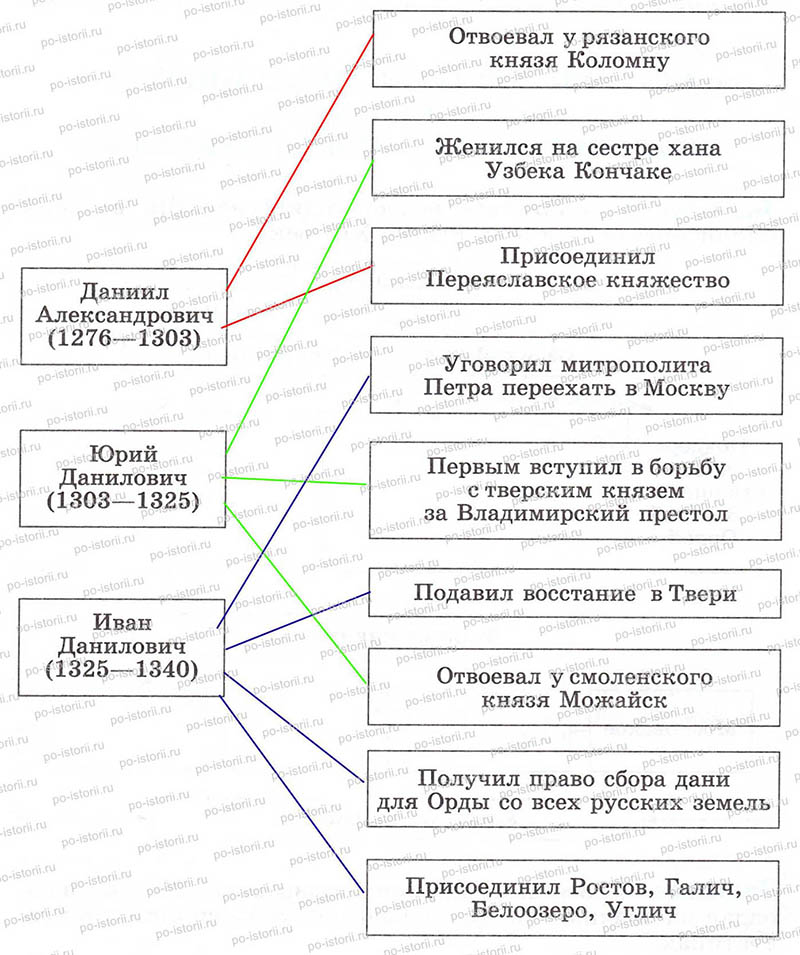 Отвоевал у рязанского
князя Коломну
Женился на сестре хана
Узбека Кончаке
Присоединил
Переяславское княжество
Даниил
Александрович
(1276—1303)
Уговорил митрополита
Петра переехать в Москву
Юрий
Данилович
(1303—1325)
Первым вступил в борьбу
с тверским князем
за Владимирский престол
Подавил восстание в Твери
Иван
Данилович
(1325—1340)
Отвоевал у смоленского
князя Можайск
Получил право сбора дани
для Орды со всех русских земель
Присоединил Ростов, Галич,
Белоозеро, Углич
po-istorii.ru